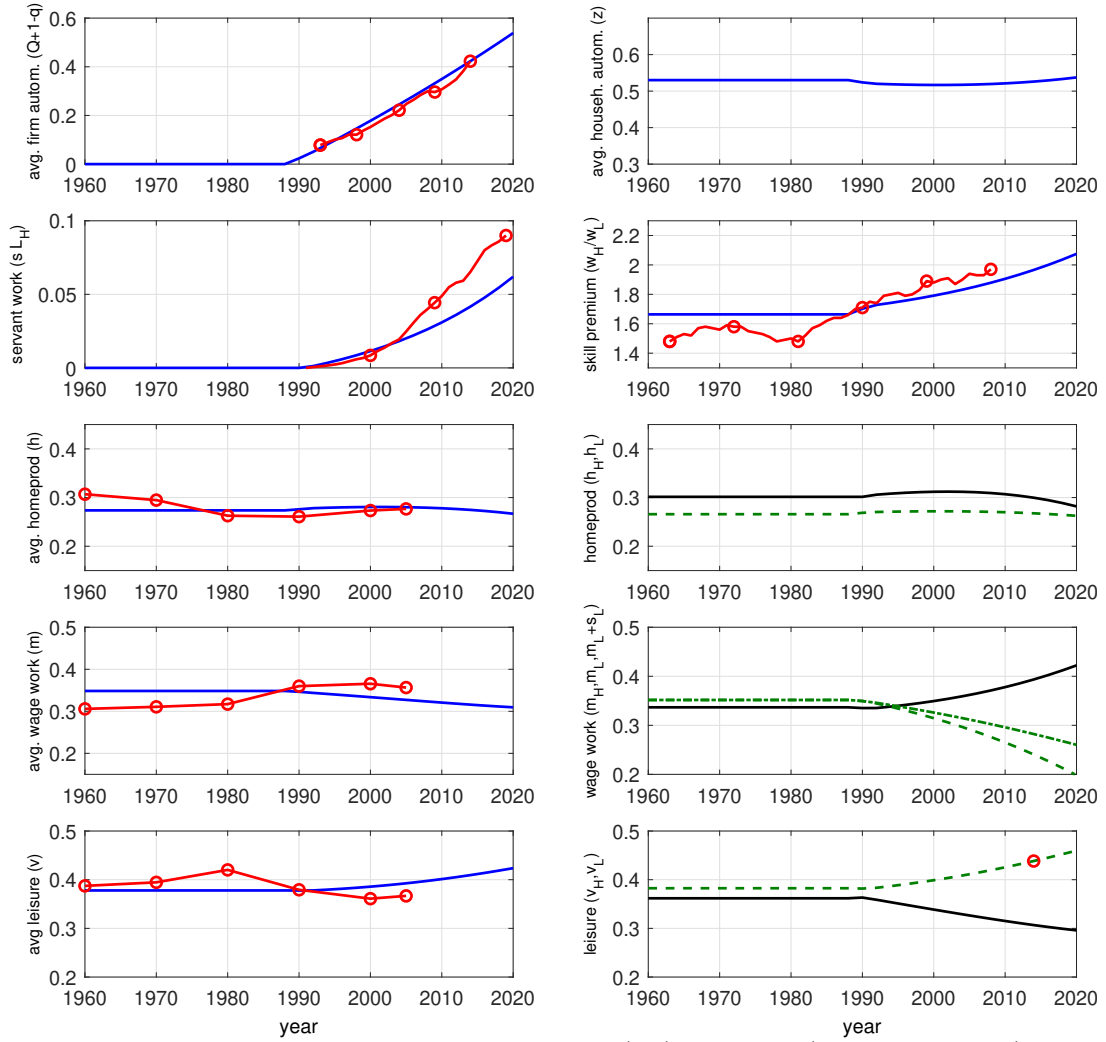 avg. firm autom. (Q+1-q)
0.6
0.4
0.2
0
1960 1970 1980 1990 2000 2010 2020
avg. househ. autom. (z)
0.6
0.5
0.4
0.3
1960 1970 1980 1990 2000 2010 2020
servant work (s L_H)
0.1
0.05
0
1960 1970 1980 1990 2000 2010 2020
skill premium (w_H/w_L)
2.2
2
1.8
1.6
1.4
1960 1970 1980 1990 2000 2010 2020
avg. homeprod (h)
0.4
0.3
0.2
1960 1970 1980 1990 2000 2010 2020
homeprod (h_H,h_L)
0.4
0.3
0.2
1960 1970 1980 1990 2000 2010 2020
avg. wage work (m)
0.5
0.4
0.3
0.2
1960 1970 1980 1990 2000 2010 2020
wage work (m_H,m_L,m_L+s_L)
0.5
0.4
0.3
0.2
1960 1970 1980 1990 2000 2010 2020
avg leisure (v)
0.5
0.4
0.3
0.2
1960 1970 1980 1990 2000 2010 2020
year
leisure (v_H,v_L)
0.5
0.4
0.3
0.2
1960 1970 1980 1990 2000 2010 2020
year